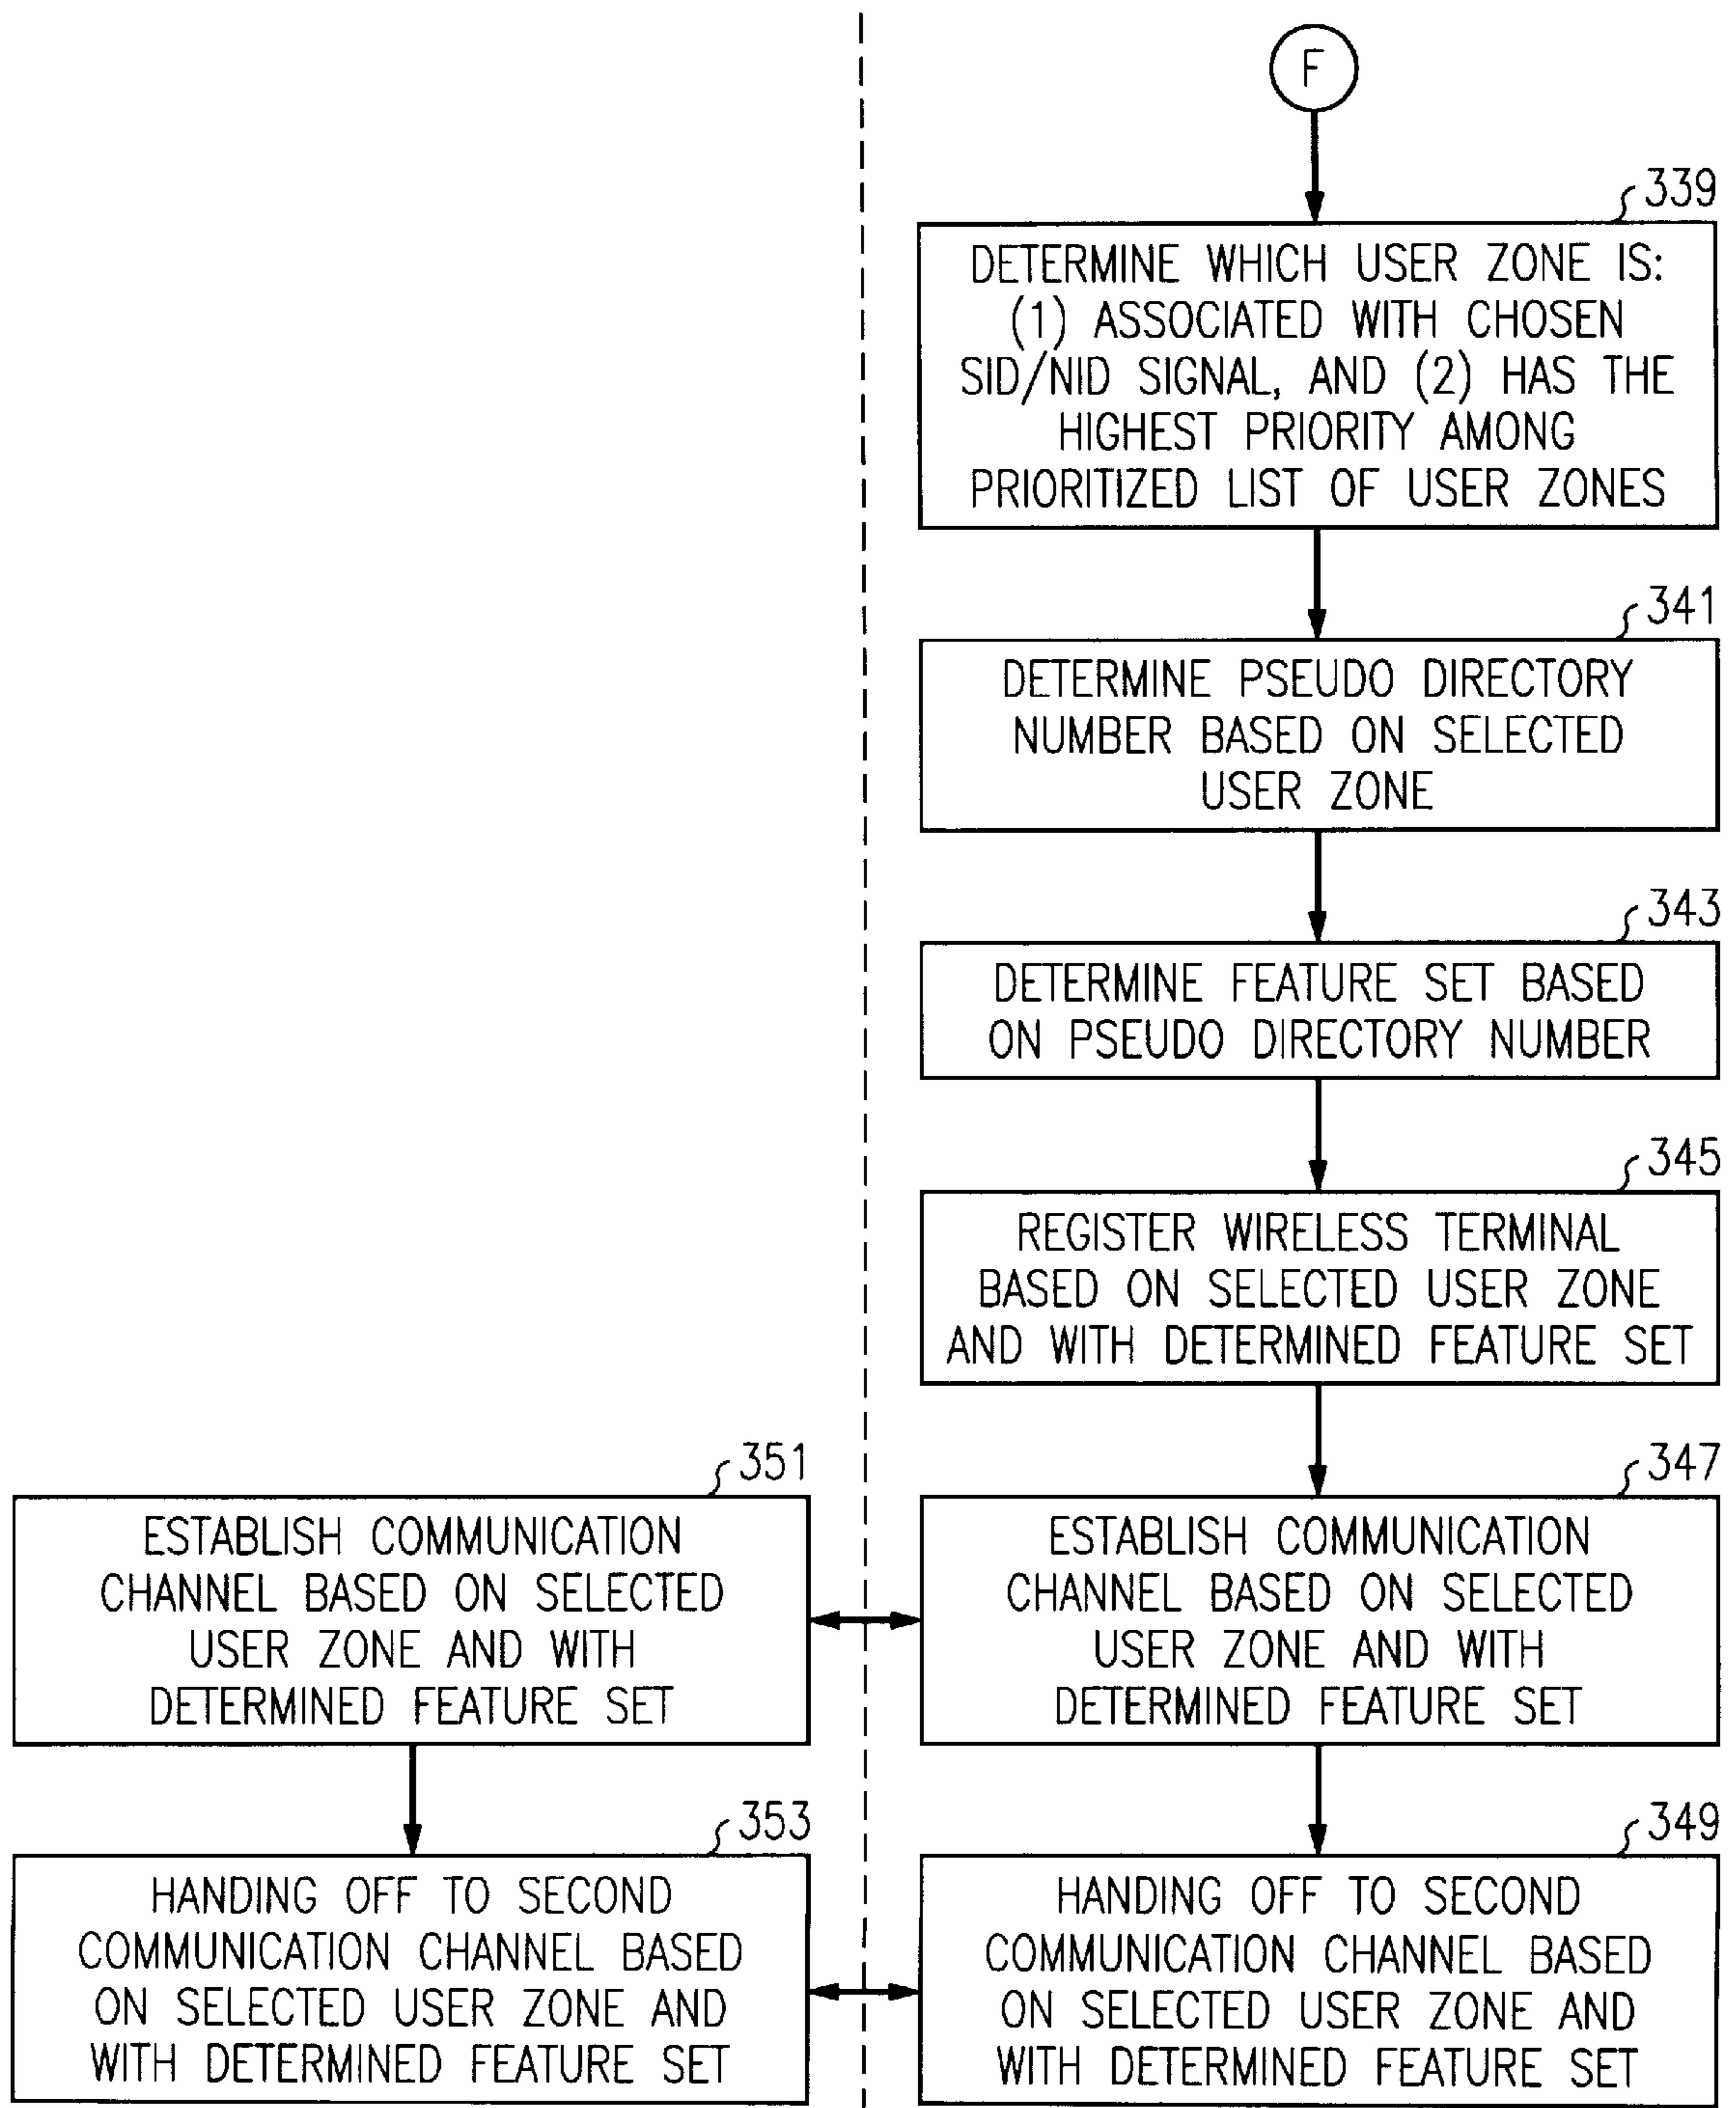 F
339
DETERMINE WHICH USER ZONE IS:
(1) ASSOCIATED WITH CHOSEN
SID/NID SIGNAL, AND (2) HAS THE
HIGHEST PRIORITY AMONG
PRIORITIZED LIST OF USER ZONES
341
DETERMINE PSEUDO DIRECTORY
NUMBER BASED ON SELECTED
USER ZONE
343
DETERMINE FEATURE SET BASED
ON PSEUDO DIRECTORY NUMBER
345
REGISTER WIRELESS TERMINAL
BASED ON SELECTED USER ZONE
AND WITH DETERMINED FEATURE SET
351
ESTABLISH COMMUNICATION
CHANNEL BASED ON SELECTED
USER ZONE AND WITH
DETERMINED FEATURE SET
347
ESTABLISH COMMUNICATION
CHANNEL BASED ON SELECTED
USER ZONE AND WITH
DETERMINED FEATURE SET
353
HANDING OFF TO SECOND
COMMUNICATION CHANNEL BASED
ON SELECTED USER ZONE AND
WITH DETERMINED FEATURE SET
349
HANDING OFF TO SECOND
COMMUNICATION CHANNEL BASED
ON SELECTED USER ZONE AND
WITH DETERMINED FEATURE SET